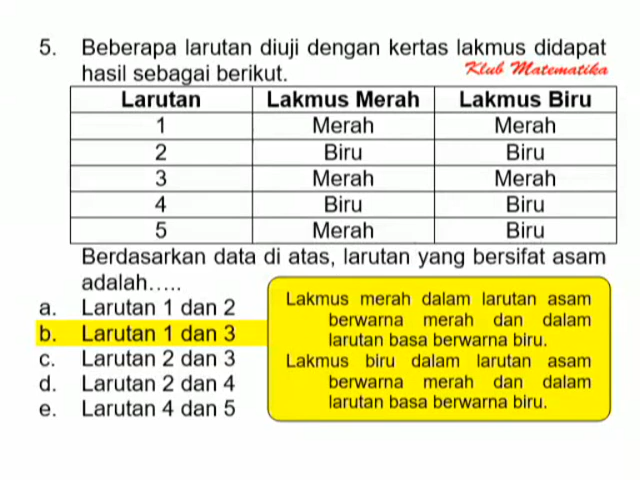 5. Beberapa larutan diuji dengan kertas lakmus didapat
hasil sebagai berikut.
Klub Matematika
Larutan Lakmus Merah Lakmus Biru
1 Merah Merah
2 Biru Biru
3 Merah Merah
4 Biru Biru
5 Merah Biru
Berdasarkan data di atas, larutan yang bersifat asam
adalah.....
a. Larutan 1 dan 2
b. Larutan 1 dan 3
c. Larutan 2 dan 3
d. Larutan 2 dan 4
e. Larutan 4 dan 5
Lakmus merah dalam larutan asam
berwarna merah dan dalam
larutan basa berwarna biru.
Lakmus biru dalam larutan asam
berwarna merah dan dalam
larutan basa berwarna biru.